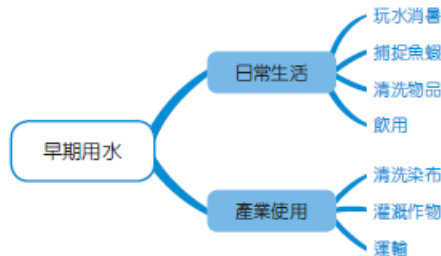 早期用水
日常生活
玩水消暑
捕捉魚蝦
清洗物品
飲用
產業使用
清洗染布
灌溉作物
運輸